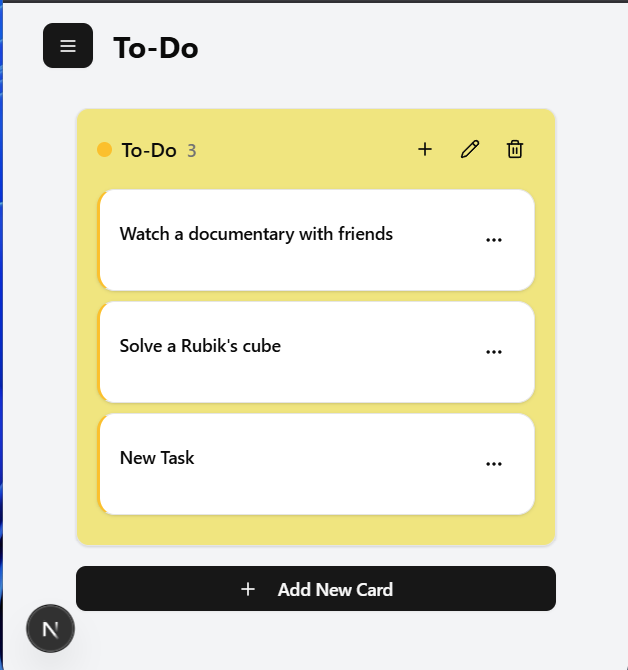 To-Do
To-Do 3
Watch a documentary with friends
Solve a Rubik's cube
New Task
Add New Card
N